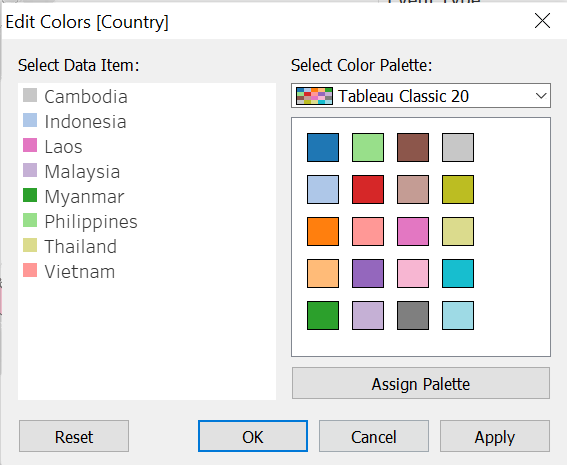 Edit Colors [Country]
Select Data Item:
Cambodia
Indonesia
Laos
Malaysia
Myanmar
Philippines
Thailand
Vietnam
Select Color Palette:
Tableau Classic 20
Assign Palette
Reset
OK
Cancel
Apply